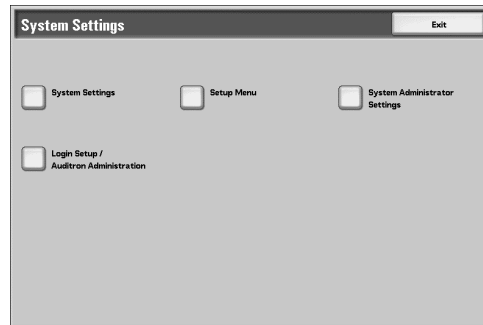 System Settings
Exit
System Settings
Setup Menu
System Administrator
Settings
Login Setup /
Auditron Administration